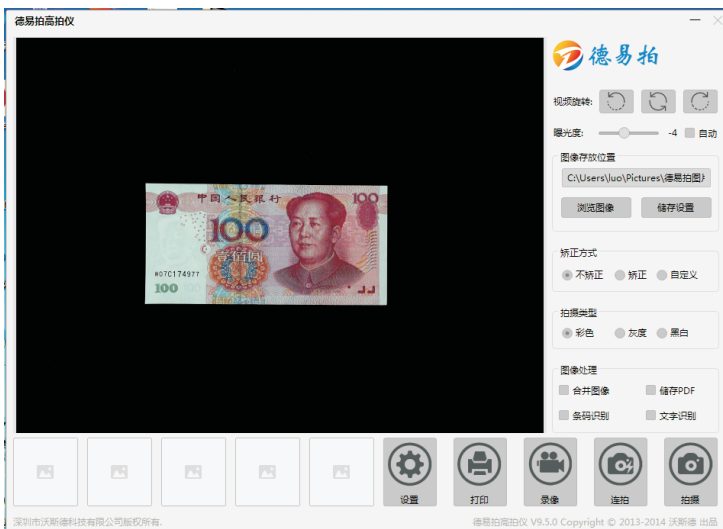 德易拍高拍仪
德易拍
视频旋转:
曝光度: -4 自动
图像存放位置
C:\Users\luo\Pictures\德易拍图片
浏览图像 储存设置
矫正方式
不矫正 矫正 自定义
拍摄类型
彩色 灰度 黑白
图像处理
合并图像 储存PDF
条码识别 文字识别
中国人民银行 100
100
壹佰圆
W07C174977
100
设置 打印 录像 连拍 拍摄
深圳市沃斯德科技有限公司版权所有.
德易拍高拍仪 V9.5.0 Copyright © 2013-2014 沃斯德 出品